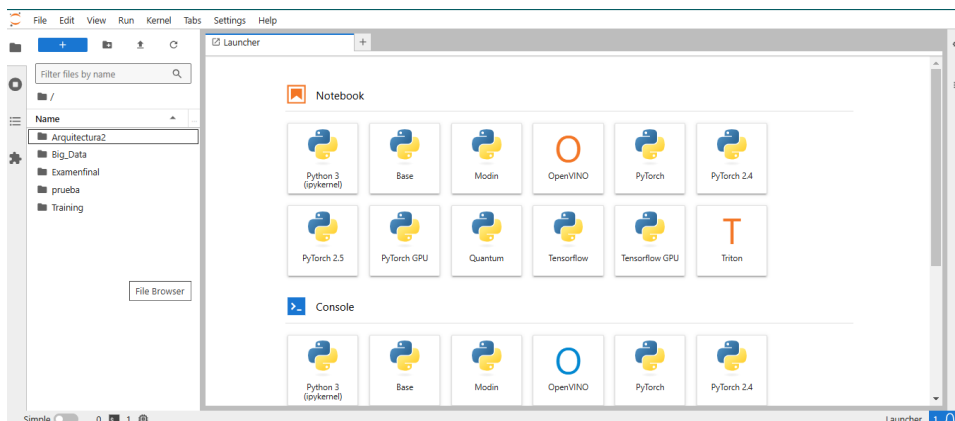 File Edit View Run Kernel Tabs Settings Help
+
Launcher
+
Filter files by name
/
Name
Arquitectura2
Big_Data
Examenfinal
prueba
Training
File Browser
Notebook
Python 3 (ipykernel)
Base
Modin
O
OpenVINO
PyTorch
PyTorch 2.4
PyTorch 2.5
PyTorch GPU
Quantum
Tensorflow
Tensorflow GPU
T
Triton
Console
Python 3 (ipykernel)
Base
Modin
O
OpenVINO
PyTorch
PyTorch 2.4
Simple 0 1 Launcher 1